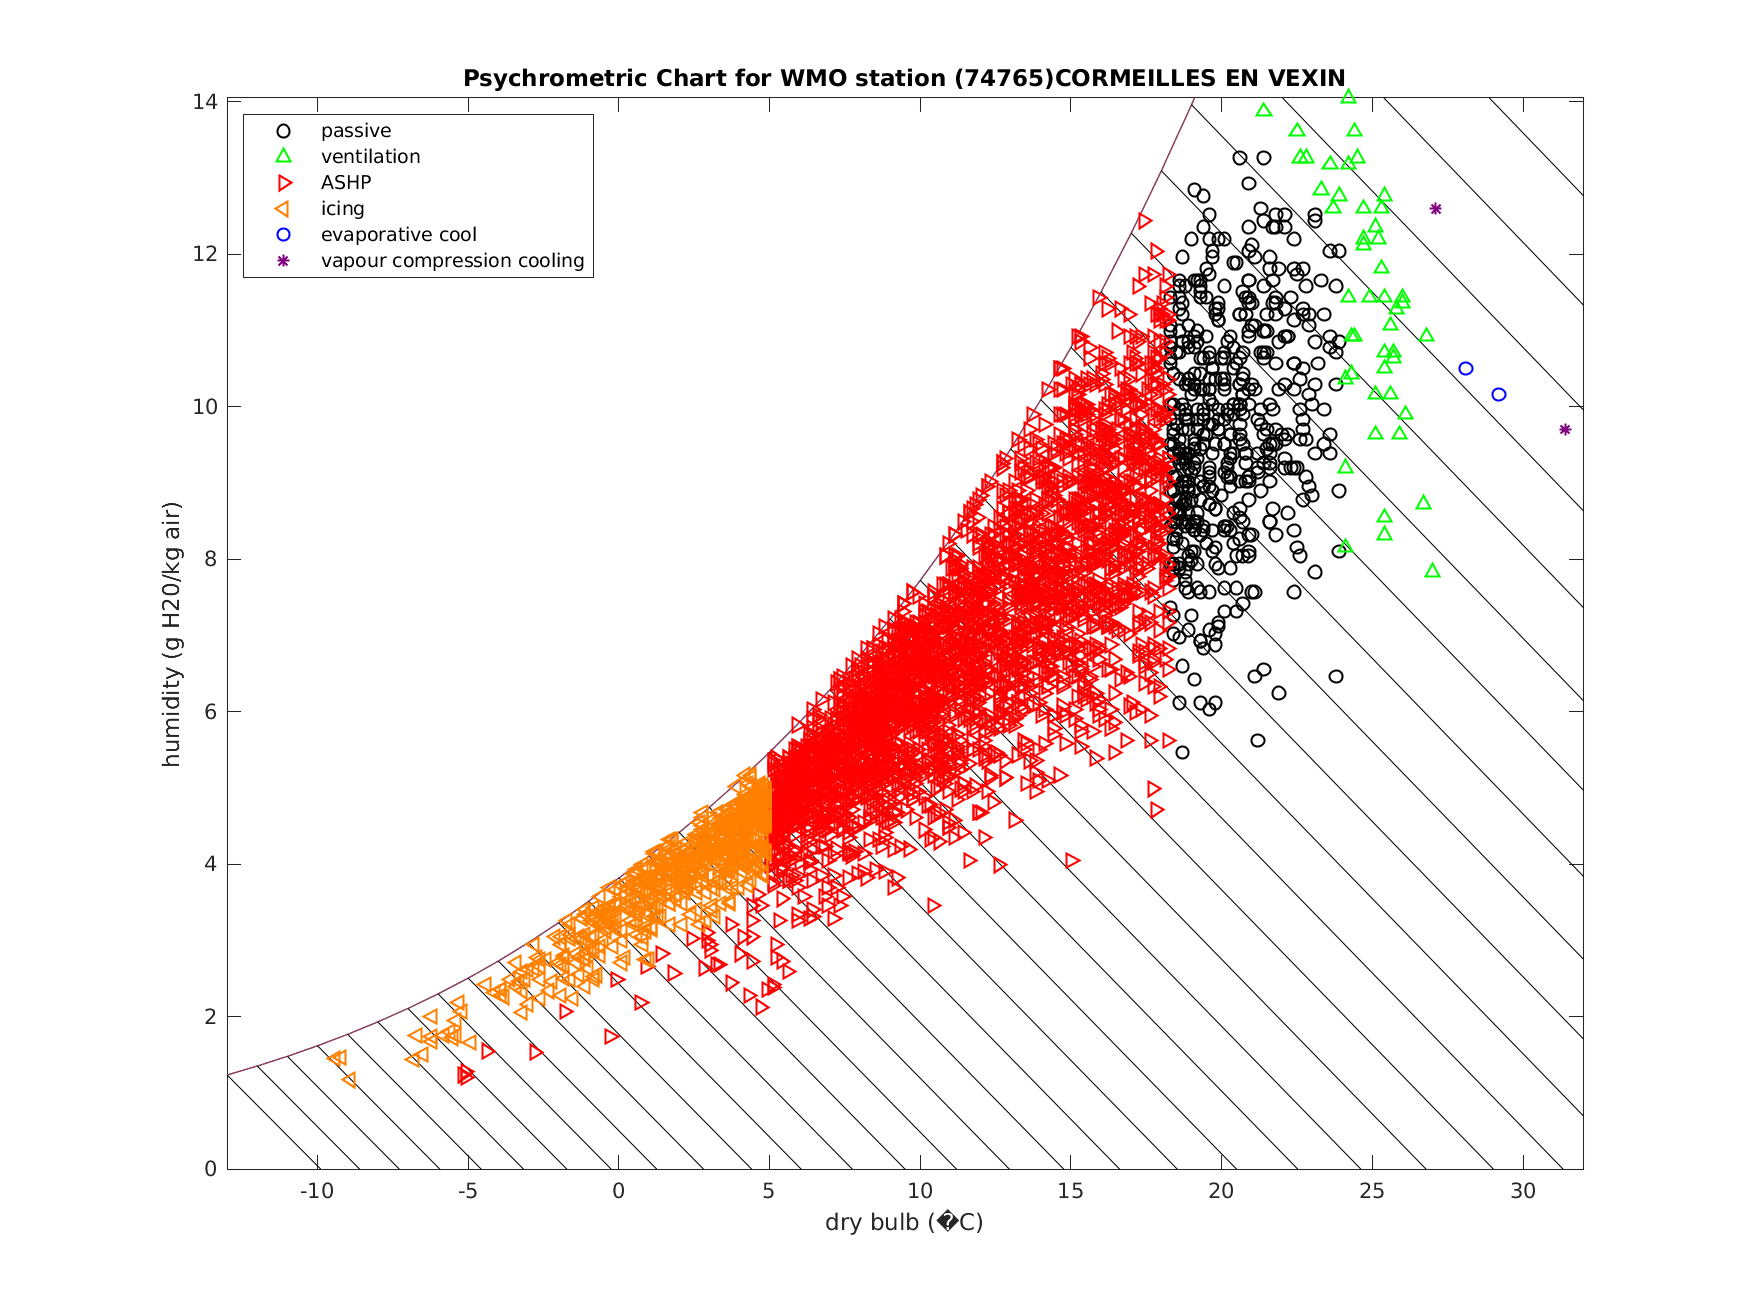 Psychrometric Chart for WMO station (74765)CORMEILLES EN VEXIN
14
12
10
8
6
4
2
0
humidity (g H20/kg air)
passive
ventilation
ASHP
icing
evaporative cool
vapour compression cooling
-10 -5 0 5 10 15 20 25 30
dry bulb (�C)